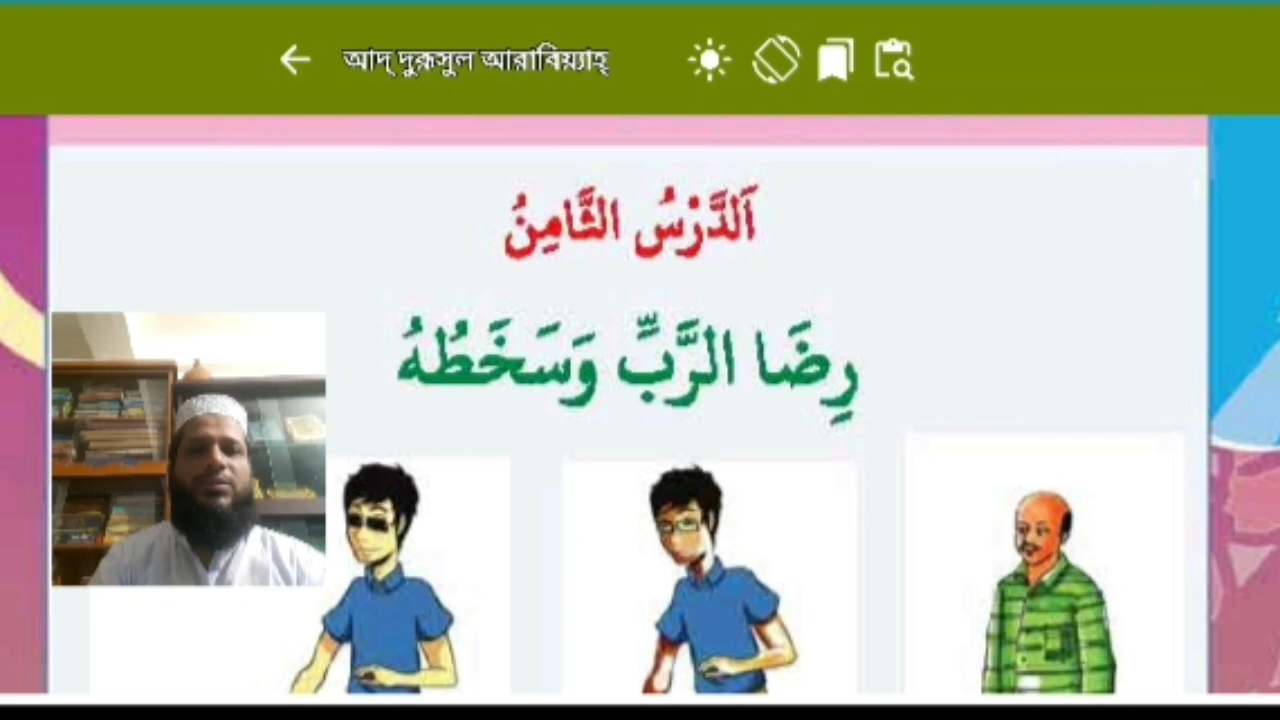 আদ্ দুরূসুল আরাবিয়্যাহ্
اَلدَّرْسُ الثَّامِنُ
رِضَا الرَّبِّ وَسَخَطُهُ